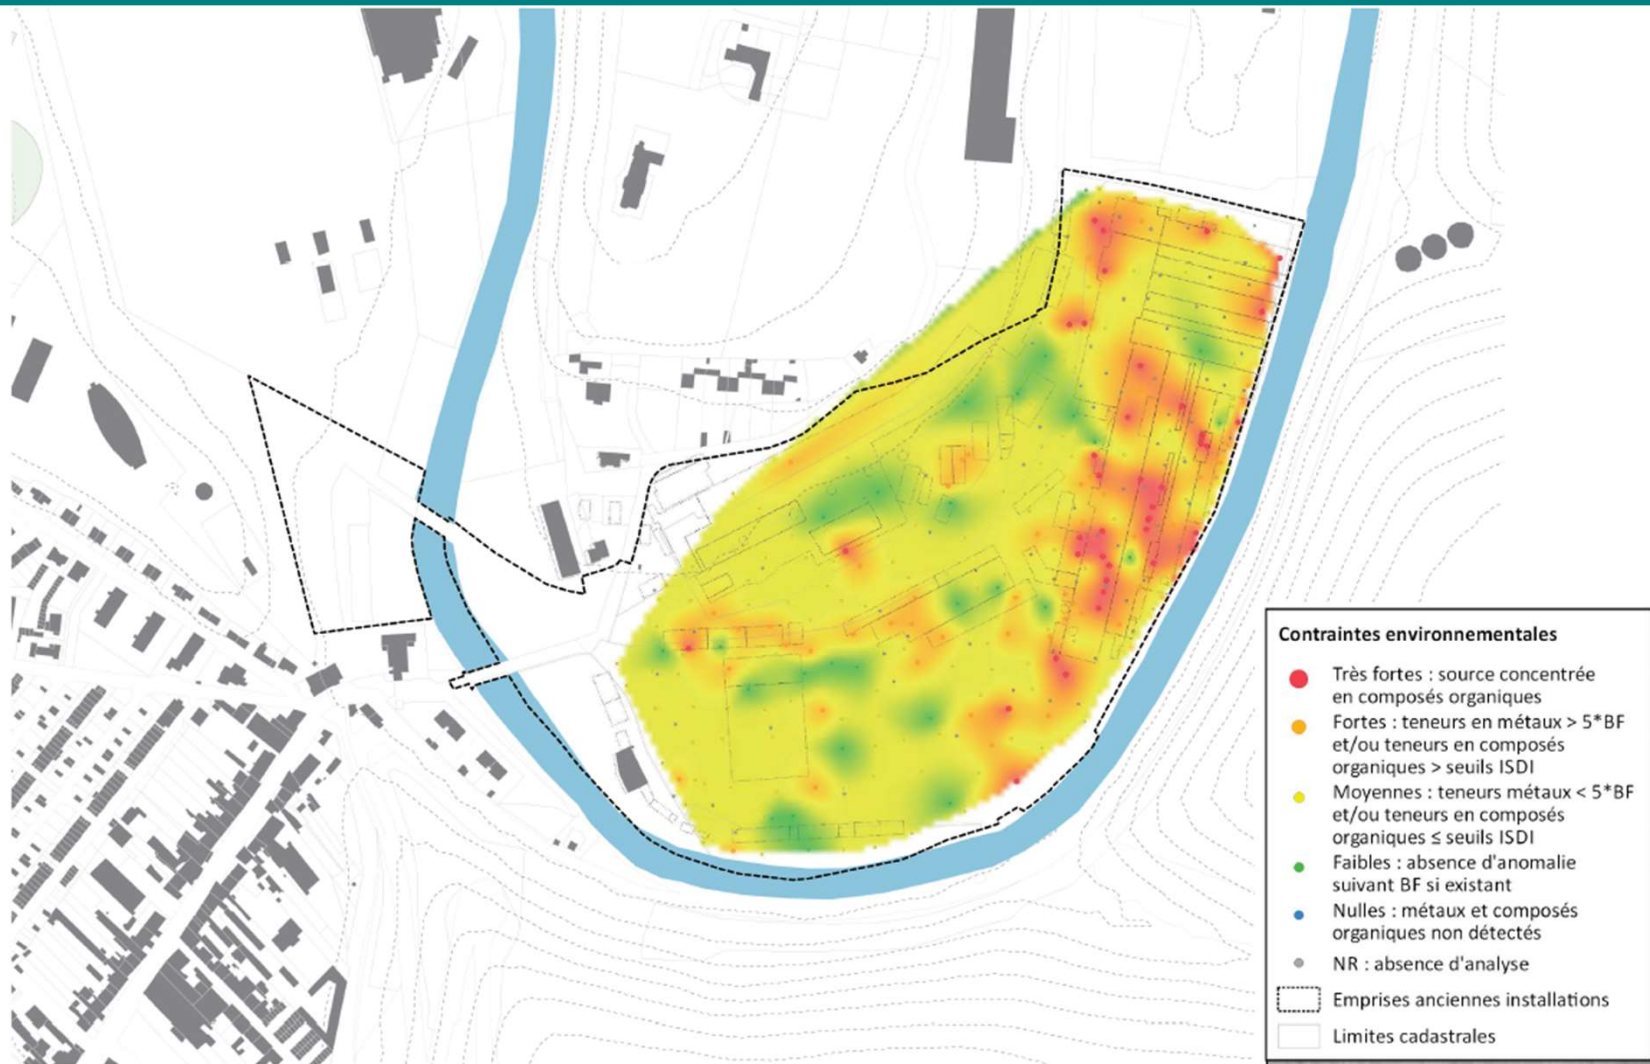 Contraintes environnementales
Très fortes : source concentrée
en composés organiques
Fortes : teneurs en métaux > 5*BF
et/ou teneurs en composés
organiques > seuils ISDI
Moyennes : teneurs métaux < 5*BF
et/ou teneurs en composés
organiques ≤ seuils ISDI
Faibles : absence d'anomalie
suivant BF si existant
Nulles : métaux et composés
organiques non détectés
NR : absence d'analyse
Emprises anciennes installations
Limites cadastrales